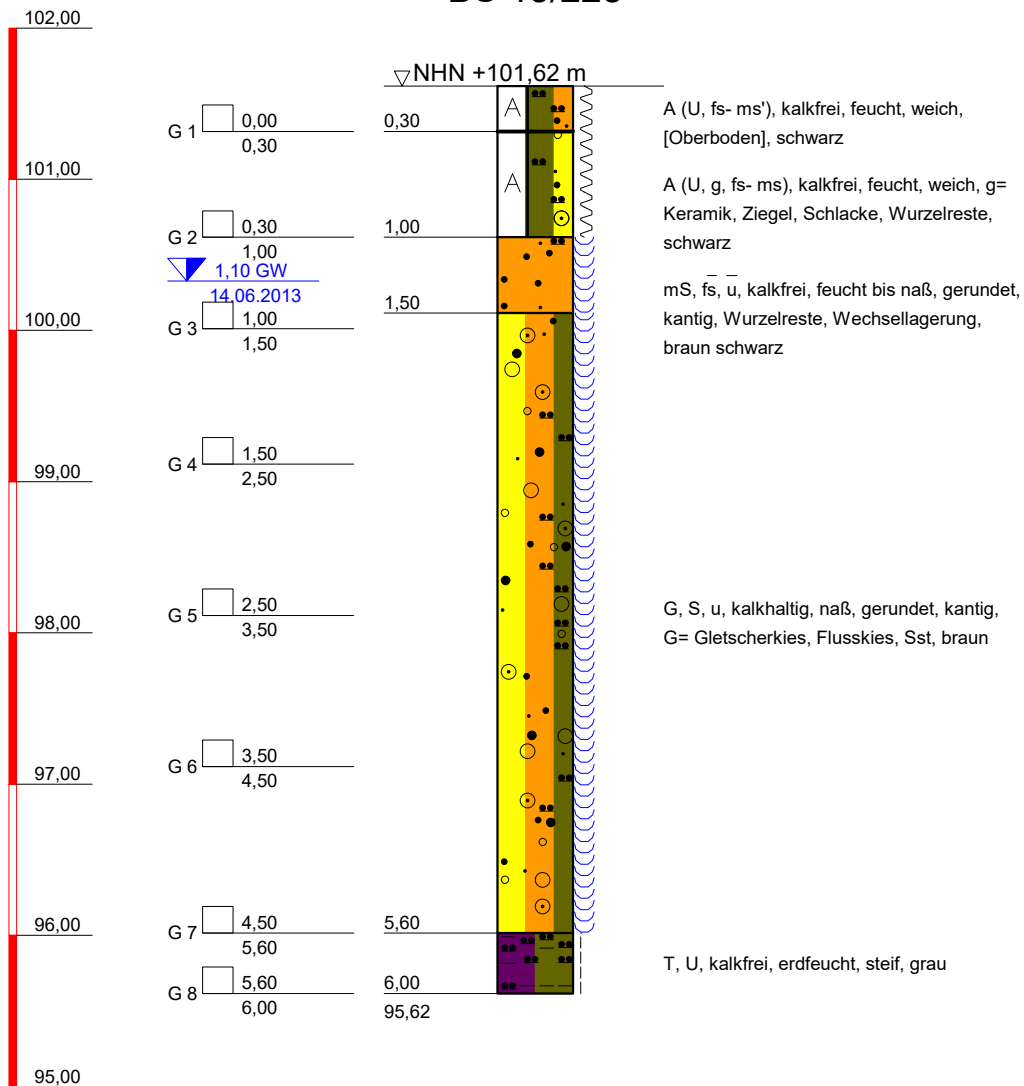 102,00
NHN +101,62 m
G 1
0,00
0,30
0,30
A
A (U, fs- ms'), kalkfrei, feucht, weich,
[Oberboden], schwarz
101,00
A
A (U, g, fs- ms), kalkfrei, feucht, weich, g=
Keramik, Ziegel, Schlacke, Wurzelreste,
schwarz
G 2
0,30
1,00
1,00
1,10 GW
14.06.2013
mS, f̅s, u̅, kalkfrei, feucht bis naß, gerundet,
kantig, Wurzelreste, Wechsellagerung,
braun schwarz
1,50
100,00
G 3
1,00
1,50
G 4
1,50
2,50
99,00
G 5
2,50
3,50
98,00
G, S, u, kalkhaltig, naß, gerundet, kantig,
G= Gletscherkies, Flusskies, Sst, braun
G 6
3,50
4,50
97,00
G 7
4,50
5,60
5,60
96,00
T, U, kalkfrei, erdfeucht, steif, grau
G 8
5,60
6,00
6,00
95,62
95,00